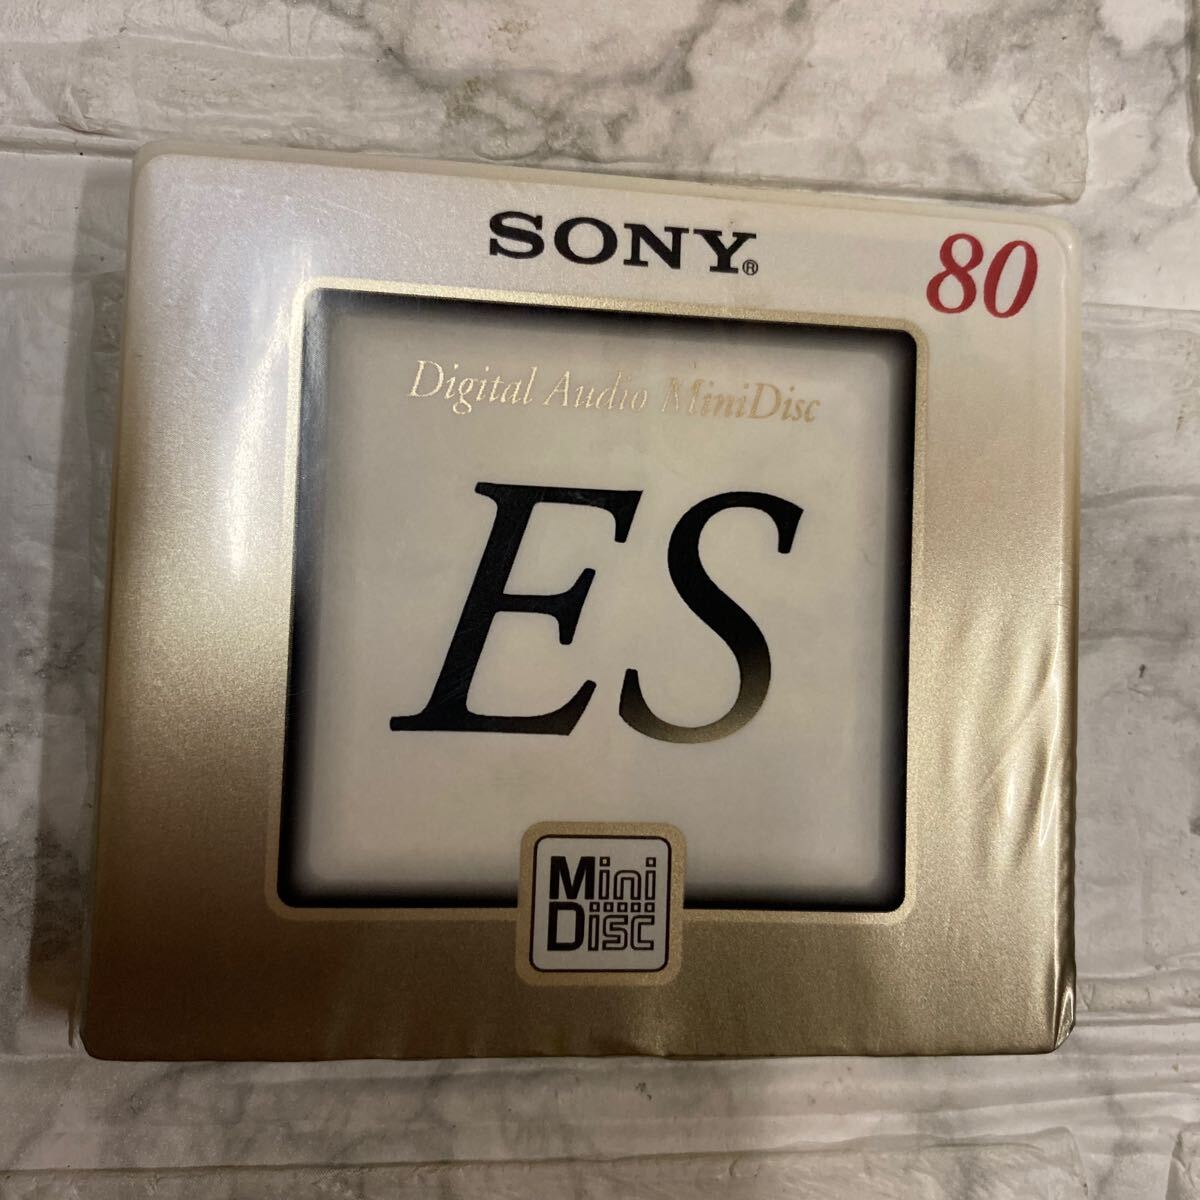 SONY®
80
Digital Audio MiniDisc
ES
Mini
Disc